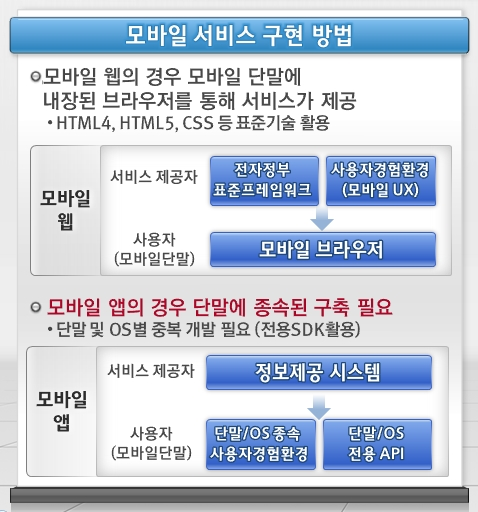 모바일 서비스 구현 방법
모바일 웹의 경우 모바일 단말에
내장된 브라우저를 통해 서비스가 제공
• HTML4, HTML5, CSS 등 표준기술 활용
모바일
웹
서비스 제공자
전자정부
표준프레임워크
사용자경험환경
(모바일 UX)
사용자
(모바일단말)
모바일 브라우저
모바일 앱의 경우 단말에 종속된 구축 필요
• 단말 및 OS별 중복 개발 필요 (전용SDK활용)
모바일
앱
서비스 제공자
정보제공 시스템
사용자
(모바일단말)
단말/OS 종속
사용자경험환경
단말/OS
전용 API